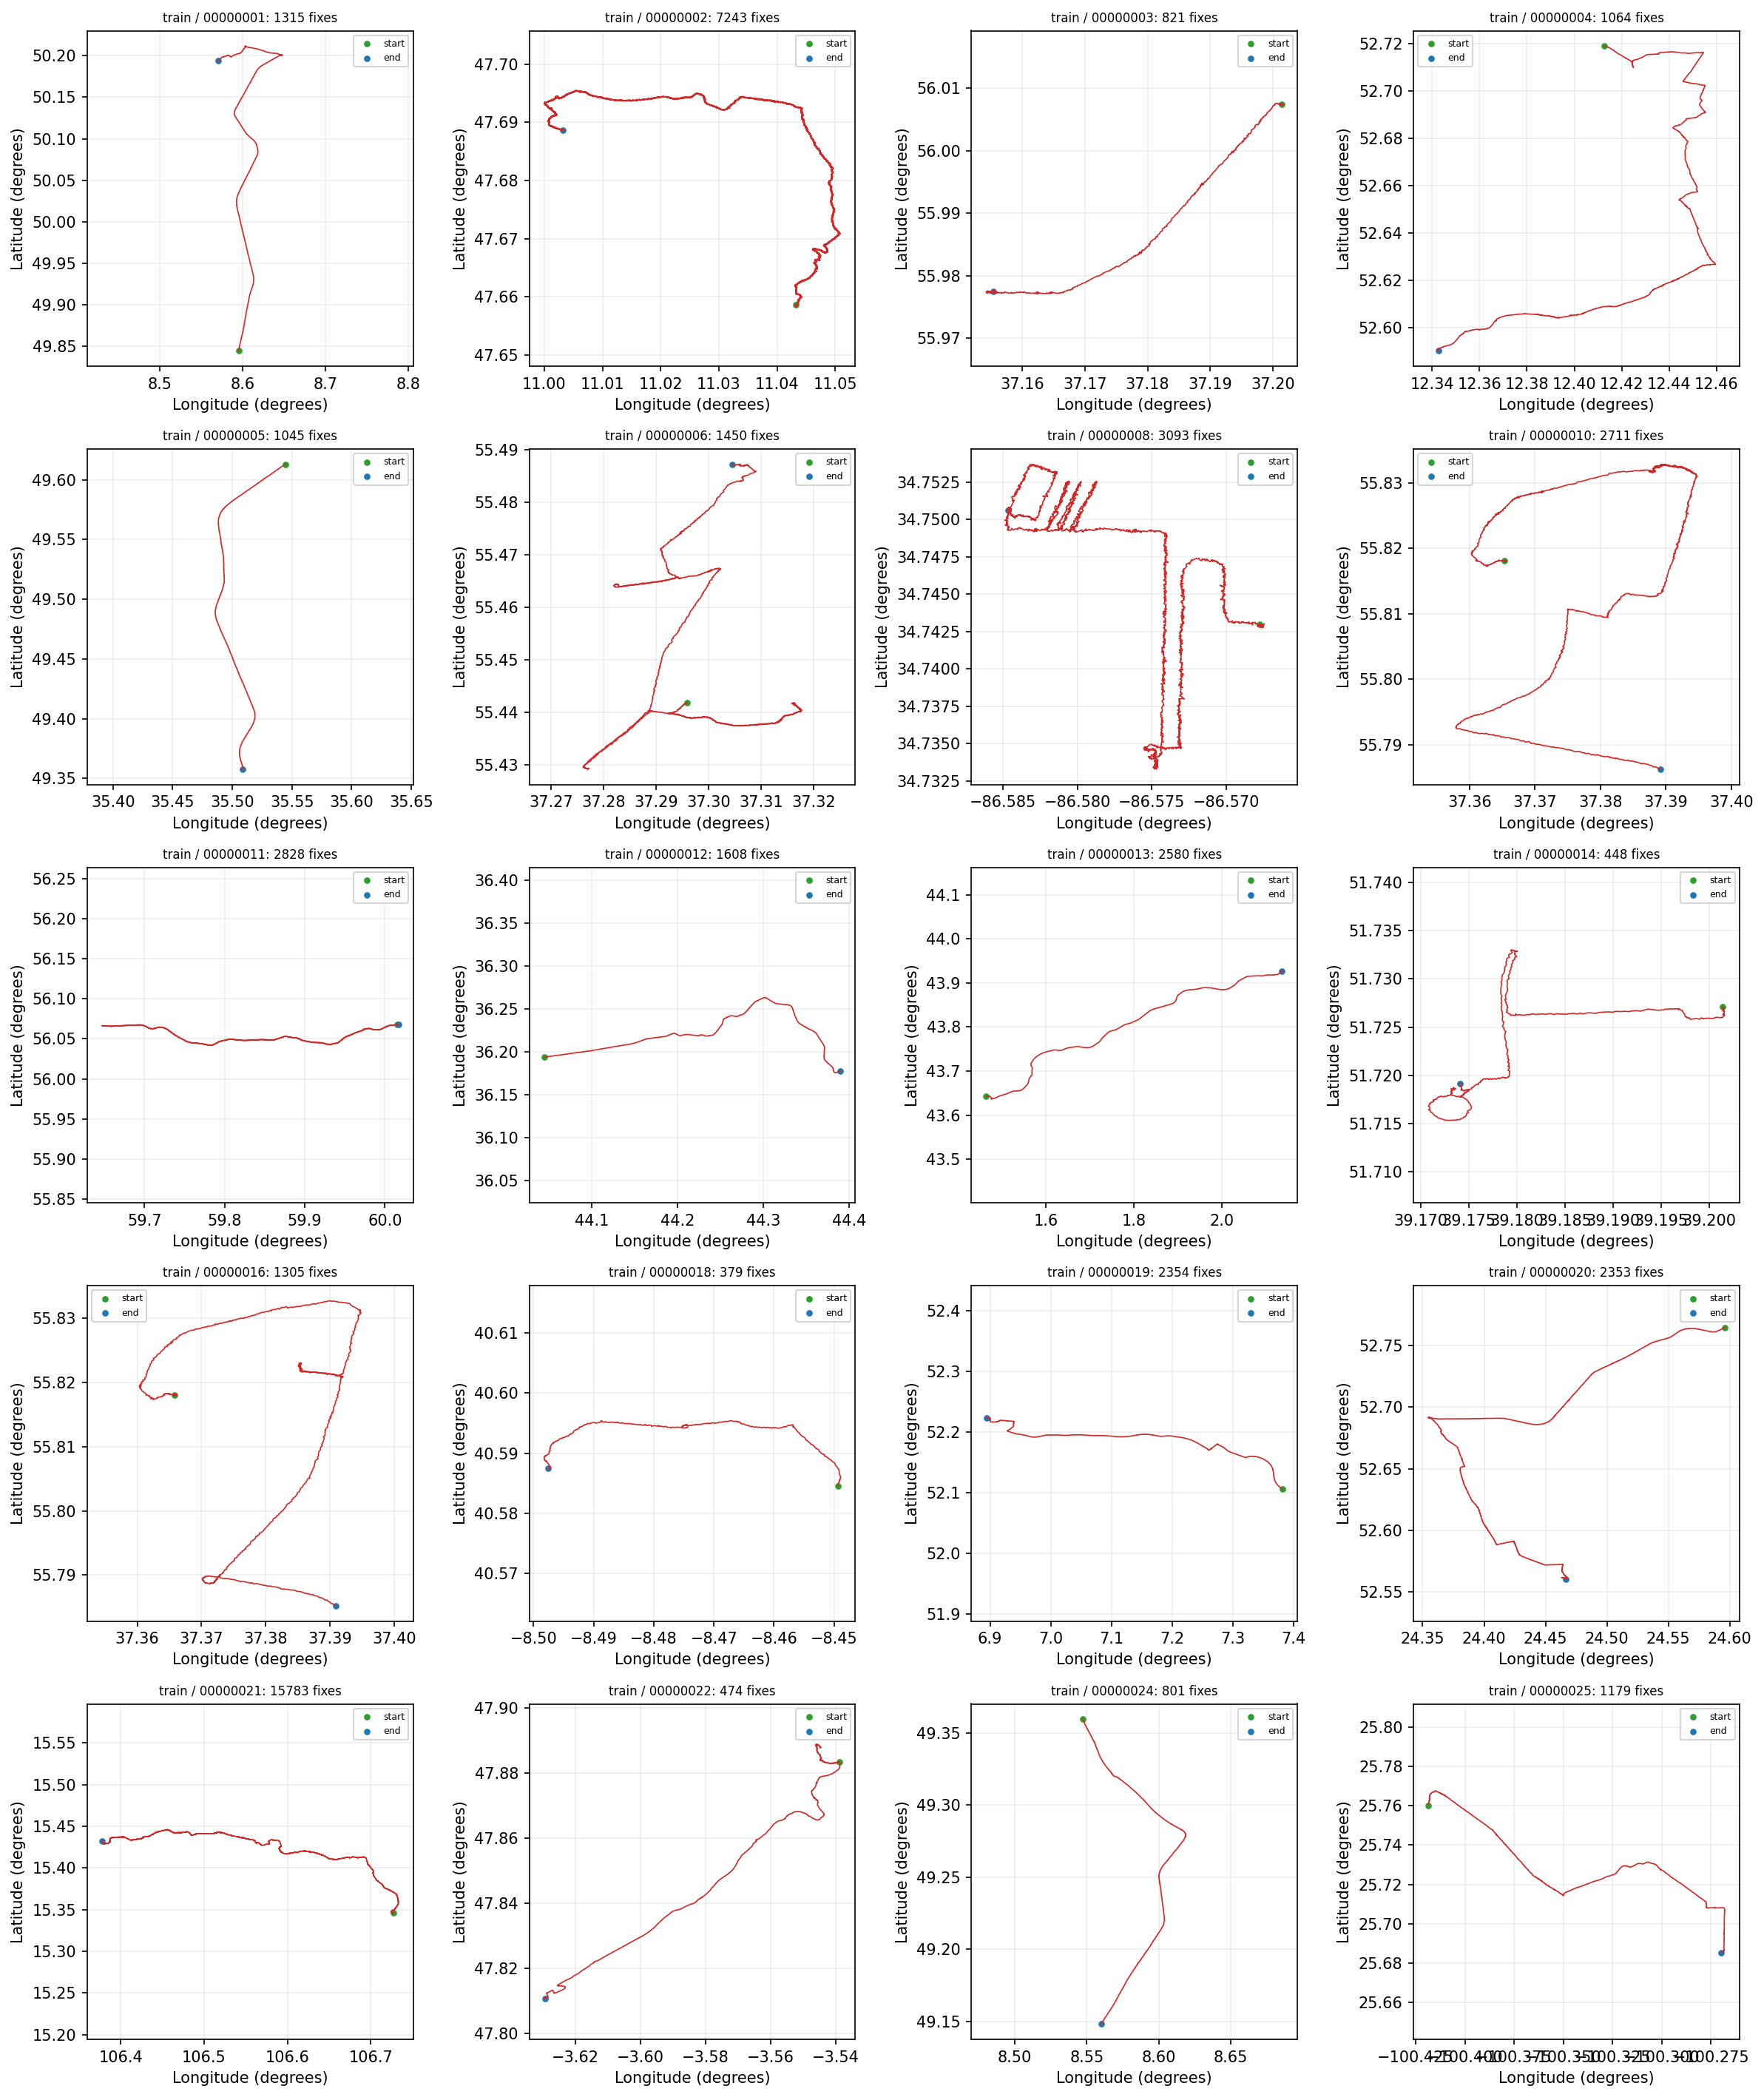 train / 00000001: 1315 fixes
start
end
50.20
50.15
50.10
50.05
50.00
49.95
49.90
49.85
Latitude (degrees)
8.5 8.6 8.7 8.8
Longitude (degrees)
train / 00000002: 7243 fixes
start
end
47.70
47.69
47.68
47.67
47.66
47.65
Latitude (degrees)
11.00 11.01 11.02 11.03 11.04 11.05
Longitude (degrees)
train / 00000003: 821 fixes
start
end
56.01
56.00
55.99
55.98
55.97
Latitude (degrees)
37.16 37.17 37.18 37.19 37.20
Longitude (degrees)
train / 00000004: 1064 fixes
start
end
52.72
52.70
52.68
52.66
52.64
52.62
52.60
Latitude (degrees)
12.34 12.36 12.38 12.40 12.42 12.44 12.46
Longitude (degrees)
train / 00000005: 1045 fixes
start
end
49.60
49.55
49.50
49.45
49.40
49.35
Latitude (degrees)
35.40 35.45 35.50 35.55 35.60 35.65
Longitude (degrees)
train / 00000006: 1450 fixes
start
end
55.49
55.48
55.47
55.46
55.45
55.44
55.43
Latitude (degrees)
37.27 37.28 37.29 37.30 37.31 37.32
Longitude (degrees)
train / 00000008: 3093 fixes
start
end
34.7525
34.7500
34.7475
34.7450
34.7425
34.7400
34.7375
34.7350
34.7325
Latitude (degrees)
−86.585 −86.580 −86.575 −86.570
Longitude (degrees)
train / 00000010: 2711 fixes
start
end
55.83
55.82
55.81
55.80
55.79
Latitude (degrees)
37.36 37.37 37.38 37.39 37.40
Longitude (degrees)
train / 00000011: 2828 fixes
start
end
56.25
56.20
56.15
56.10
56.05
56.00
55.95
55.90
55.85
Latitude (degrees)
59.7 59.8 59.9 60.0
Longitude (degrees)
train / 00000012: 1608 fixes
start
end
36.40
36.35
36.30
36.25
36.20
36.15
36.10
36.05
Latitude (degrees)
44.1 44.2 44.3 44.4
Longitude (degrees)
train / 00000013: 2580 fixes
start
end
44.1
44.0
43.9
43.8
43.7
43.6
43.5
Latitude (degrees)
1.6 1.8 2.0
Longitude (degrees)
train / 00000014: 448 fixes
start
end
51.740
51.735
51.730
51.725
51.720
51.715
51.710
Latitude (degrees)
39.170 39.175 39.180 39.185 39.190 39.195 39.200
Longitude (degrees)
train / 00000016: 1305 fixes
start
end
55.83
55.82
55.81
55.80
55.79
Latitude (degrees)
37.36 37.37 37.38 37.39 37.40
Longitude (degrees)
train / 00000018: 379 fixes
start
end
40.61
40.60
40.59
40.58
40.57
Latitude (degrees)
−8.50 −8.49 −8.48 −8.47 −8.46 −8.45
Longitude (degrees)
train / 00000019: 2354 fixes
start
end
52.4
52.3
52.2
52.1
52.0
51.9
Latitude (degrees)
6.9 7.0 7.1 7.2 7.3 7.4
Longitude (degrees)
train / 00000020: 2353 fixes
start
end
52.75
52.70
52.65
52.60
52.55
Latitude (degrees)
24.35 24.40 24.45 24.50 24.55 24.60
Longitude (degrees)
train / 00000021: 15783 fixes
start
end
15.55
15.50
15.45
15.40
15.35
15.30
15.25
15.20
Latitude (degrees)
106.4 106.5 106.6 106.7
Longitude (degrees)
train / 00000022: 474 fixes
start
end
47.90
47.88
47.86
47.84
47.82
47.80
Latitude (degrees)
−3.62 −3.60 −3.58 −3.56 −3.54
Longitude (degrees)
train / 00000024: 801 fixes
start
end
49.35
49.30
49.25
49.20
49.15
Latitude (degrees)
8.50 8.55 8.60 8.65
Longitude (degrees)
train / 00000025: 1179 fixes
start
end
25.80
25.78
25.76
25.74
25.72
25.70
25.68
25.66
Latitude (degrees)
−100.425 −100.400 −100.375 −100.350 −100.325 −100.300 −100.275
Longitude (degrees)